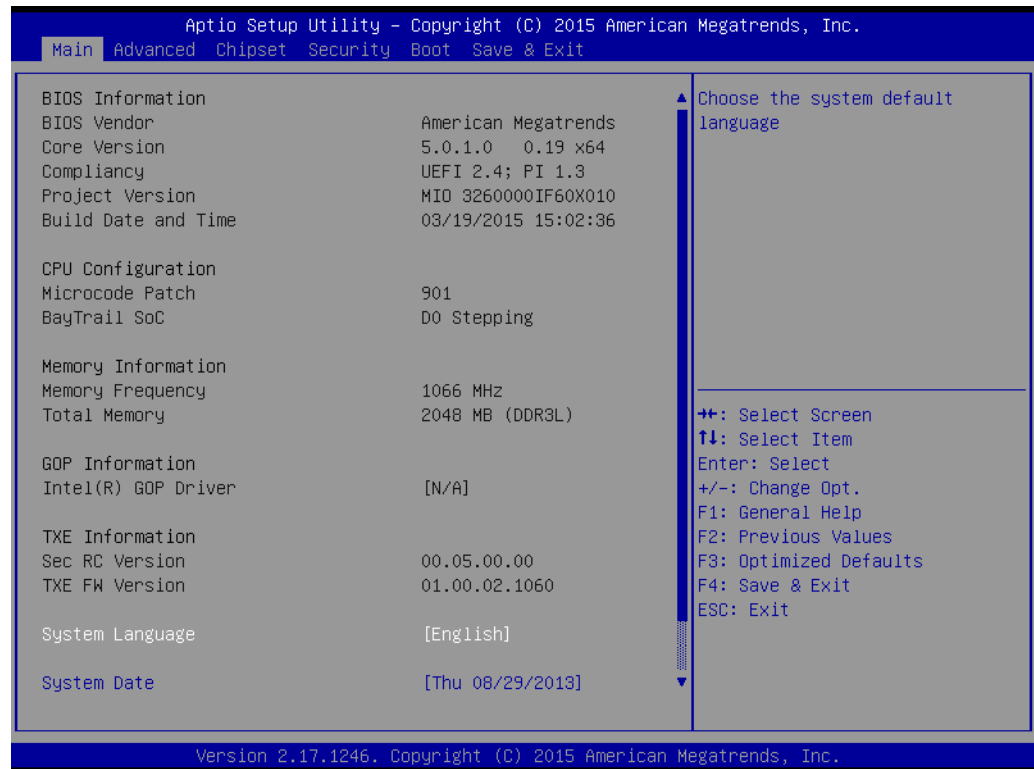 Aptio Setup Utility – Copyright (C) 2015 American Megatrends, Inc.
Main Advanced Chipset Security Boot Save & Exit
BIOS Information
BIOS Vendor American Megatrends
Core Version 5.0.1.0 0.19 x64
Compliancy UEFI 2.4; PI 1.3
Project Version MIO 3260000IF60X010
Build Date and Time 03/19/2015 15:02:36
CPU Configuration
Microcode Patch 901
BayTrail SoC D0 Stepping
Memory Information
Memory Frequency 1066 MHz
Total Memory 2048 MB (DDR3L)
GOP Information
Intel(R) GOP Driver [N/A]
TXE Information
Sec RC Version 00.05.00.00
TXE FW Version 01.00.02.1060
System Language [English]
System Date [Thu 08/29/2013]
Choose the system default
language
→←: Select Screen
↑↓: Select Item
Enter: Select
+/-: Change Opt.
F1: General Help
F2: Previous Values
F3: Optimized Defaults
F4: Save & Exit
ESC: Exit
Version 2.17.1246. Copyright (C) 2015 American Megatrends, Inc.